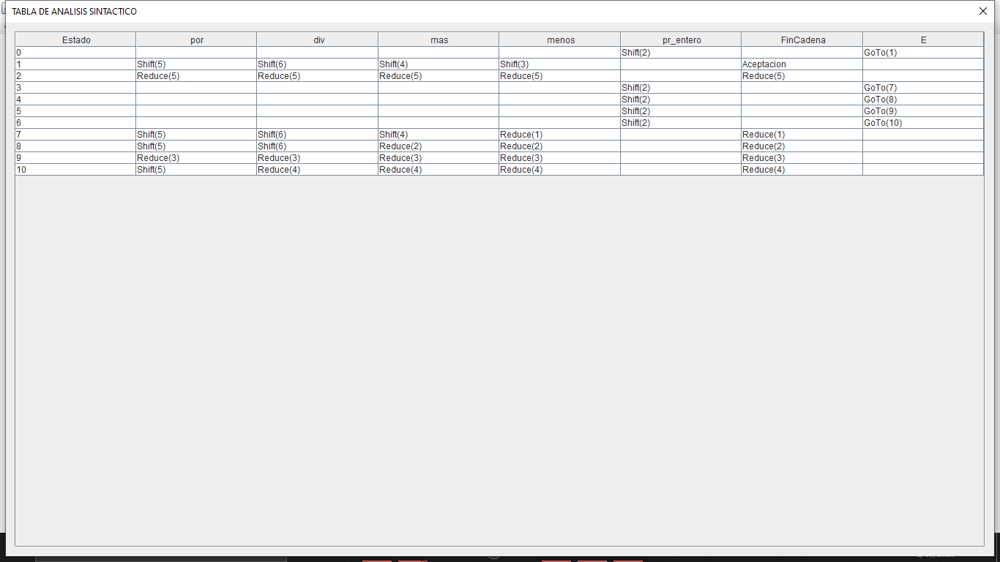 TABLA DE ANALISIS SINTACTICO
Estado por div mas menos pr_entero FinCadena E
0 Shift(2) GoTo(1)
1 Shift(5) Shift(6) Shift(4) Shift(3) Aceptacion
2 Reduce(5) Reduce(5) Reduce(5) Reduce(5) Reduce(5)
3 Shift(2) GoTo(7)
4 Shift(2) GoTo(8)
5 Shift(2) GoTo(9)
6 Shift(2) GoTo(10)
7 Shift(5) Shift(6) Shift(4) Reduce(1) Reduce(1)
8 Shift(5) Shift(6) Reduce(2) Reduce(2) Reduce(2)
9 Reduce(3) Reduce(3) Reduce(3) Reduce(3) Reduce(3)
10 Shift(5) Reduce(4) Reduce(4) Reduce(4) Reduce(4)